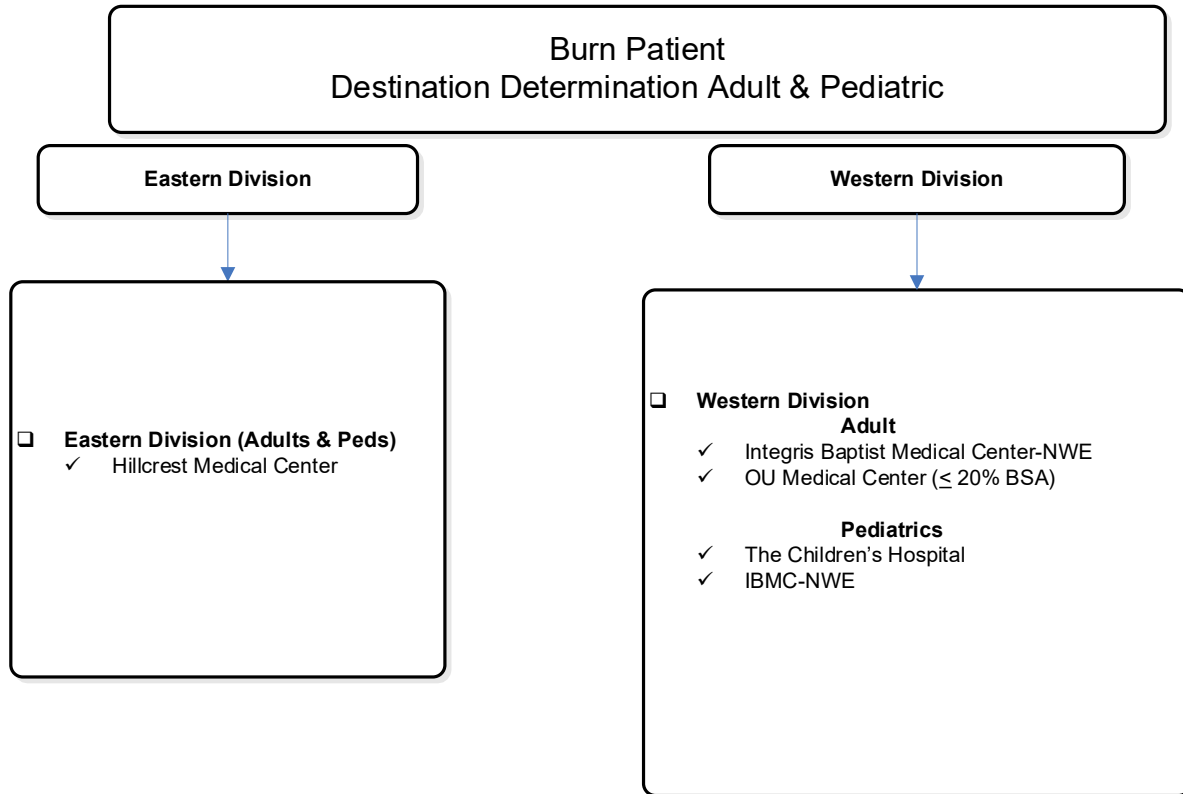 Burn Patient
Destination Determination Adult & Pediatric
Eastern Division
Western Division
❑ Eastern Division (Adults & Peds)
✓ Hillcrest Medical Center
❑ Western Division
Adult
✓ Integris Baptist Medical Center-NWE
✓ OU Medical Center (≤ 20% BSA)
Pediatrics
✓ The Children’s Hospital
✓ IBMC-NWE